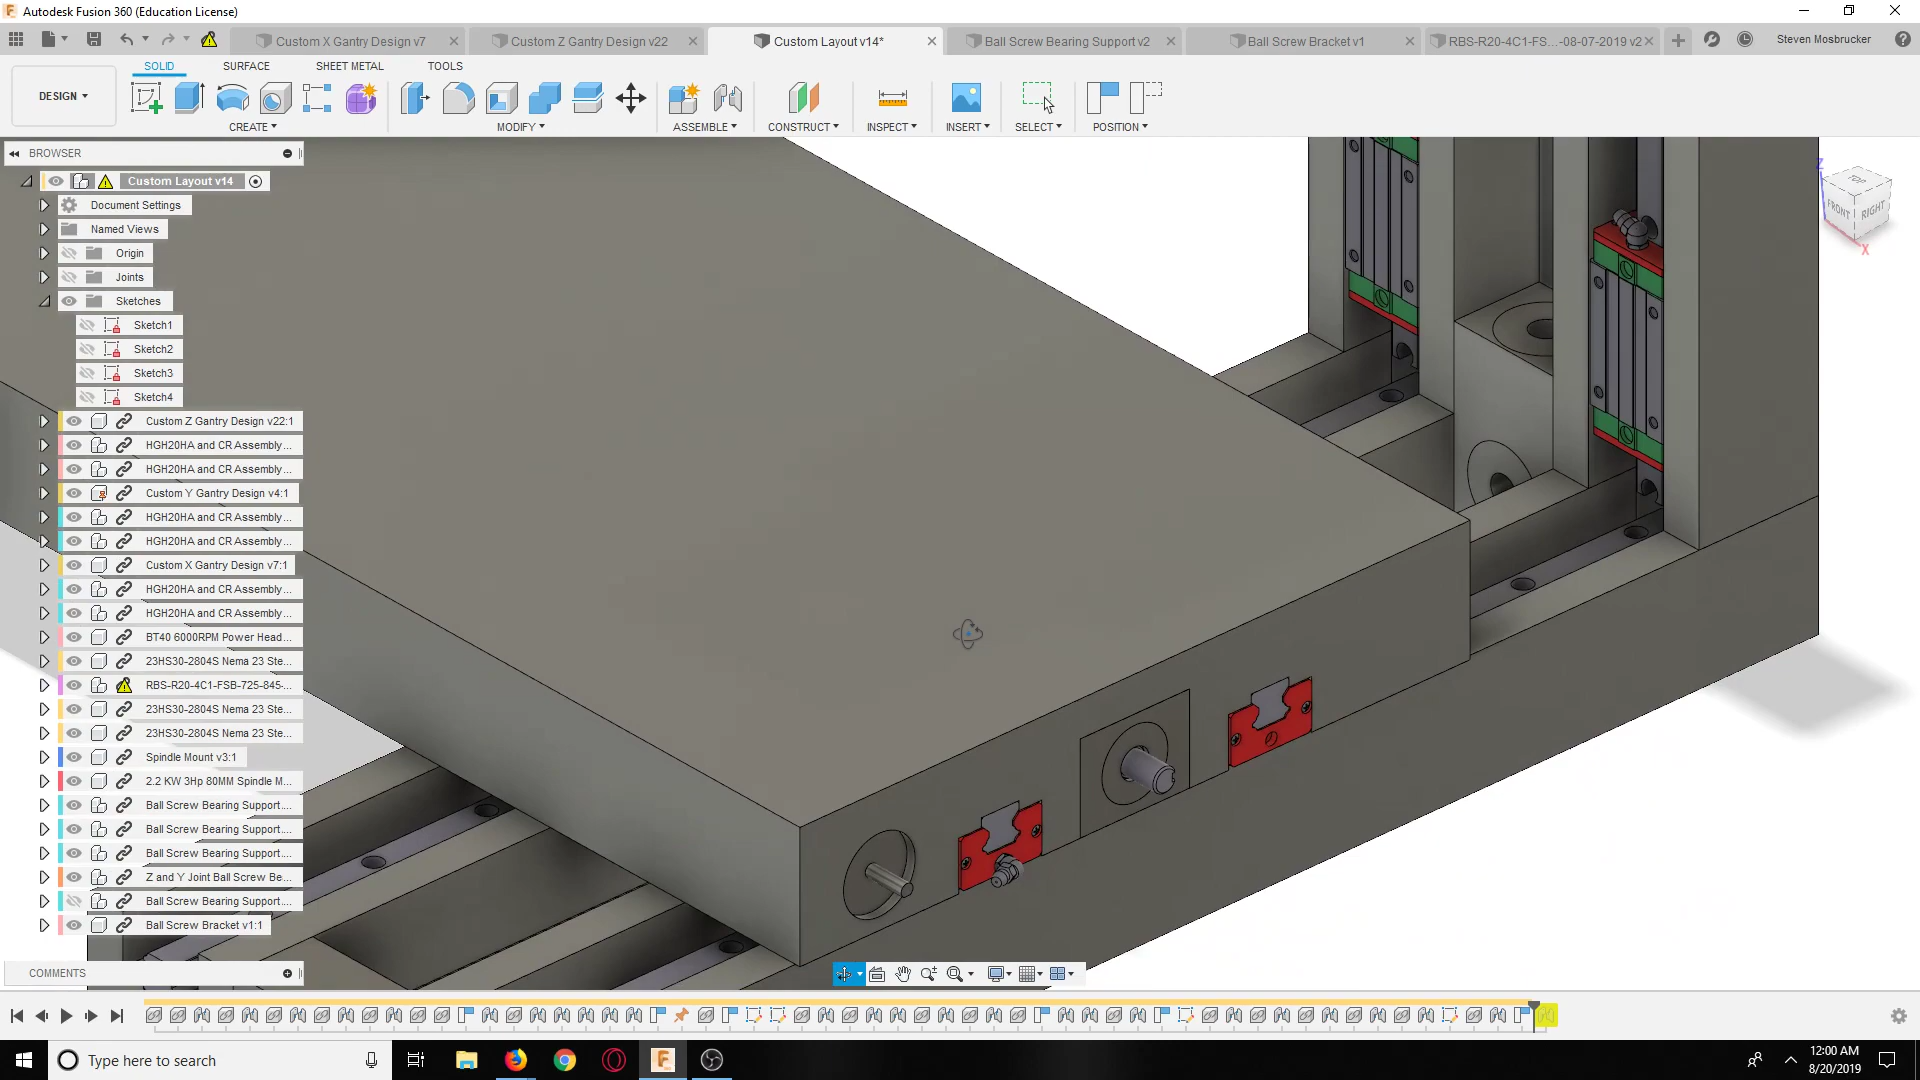 Autodesk Fusion 360 (Education License)
Custom X Gantry Design v7
Custom Z Gantry Design v22
Custom Layout v14*
Ball Screw Bearing Support v2
Ball Screw Bracket v1
RBS-R20-4C1-FS...-08-07-2019 v2
Steven Mosbrucker
SOLID
SURFACE
SHEET METAL
TOOLS
DESIGN
CREATE
MODIFY
ASSEMBLE
CONSTRUCT
INSPECT
INSERT
SELECT
POSITION
BROWSER
Custom Layout v14
Document Settings
Named Views
Origin
Joints
Sketches
Sketch1
Sketch2
Sketch3
Sketch4
Custom Z Gantry Design v22:1
HGH20HA and CR Assembly...
HGH20HA and CR Assembly...
Custom Y Gantry Design v4:1
HGH20HA and CR Assembly...
HGH20HA and CR Assembly...
Custom X Gantry Design v7:1
HGH20HA and CR Assembly...
HGH20HA and CR Assembly...
BT40 6000RPM Power Head...
23HS30-2804S Nema 23 Ste...
RBS-R20-4C1-FSB-725-845-...
23HS30-2804S Nema 23 Ste...
23HS30-2804S Nema 23 Ste...
Spindle Mount v3:1
2.2 KW 3Hp 80MM Spindle M...
Ball Screw Bearing Support....
Ball Screw Bearing Support....
Ball Screw Bearing Support....
Z and Y Joint Ball Screw Be...
Ball Screw Bearing Support....
Ball Screw Bracket v1:1
Z
TOP
FRONT
RIGHT
X
COMMENTS
Type here to search
12:00 AM
8/20/2019